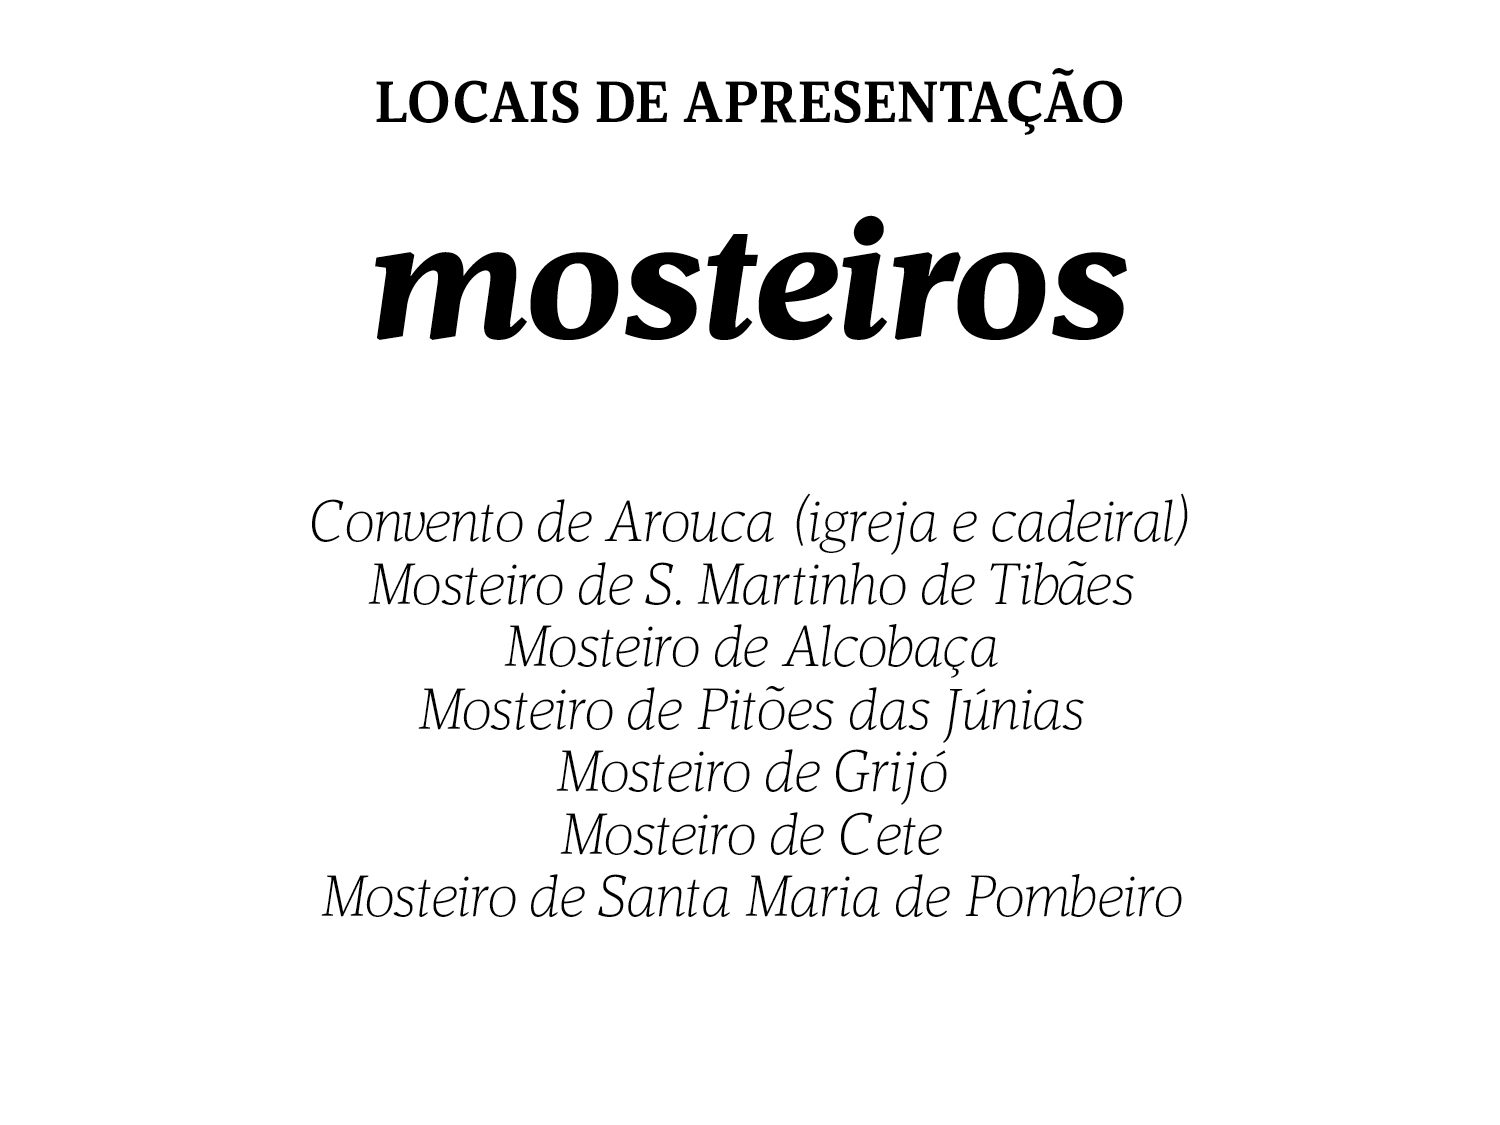 LOCAIS DE APRESENTAÇÃO
mosteiros
Convento de Arouca (igreja e cadeiral)
Mosteiro de S. Martinho de Tibães
Mosteiro de Alcobaça
Mosteiro de Pitões das Júnias
Mosteiro de Grijó
Mosteiro de Cete
Mosteiro de Santa Maria de Pombeiro